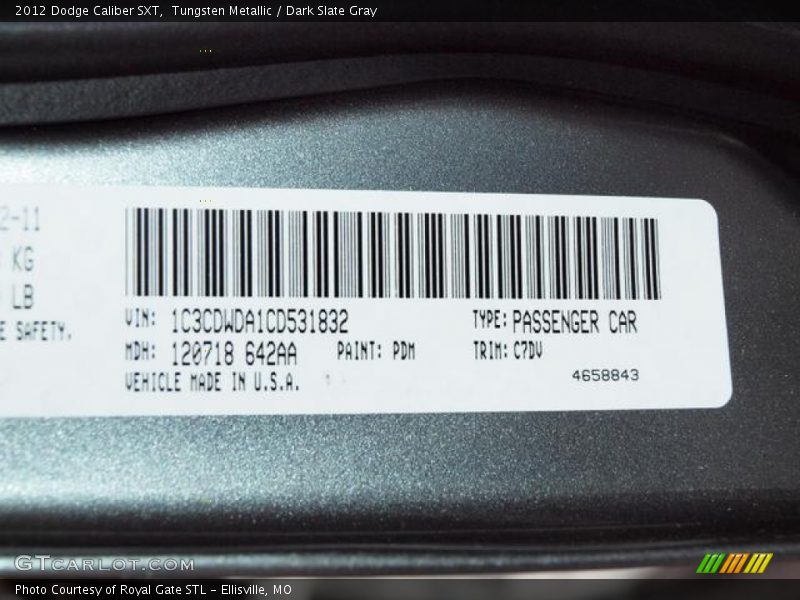 2012 Dodge Caliber SXT, Tungsten Metallic / Dark Slate Gray
2-11
KG
LB
E SAFETY.
VIN: 1C3CDWDA1CD531832
TYPE: PASSENGER CAR
MDH: 120718 642AA
PAINT: PDM
TRIM: C7DV
VEHICLE MADE IN U.S.A.
4658843
GTCARLOT.COM
Photo Courtesy of Royal Gate STL - Ellisville, MO